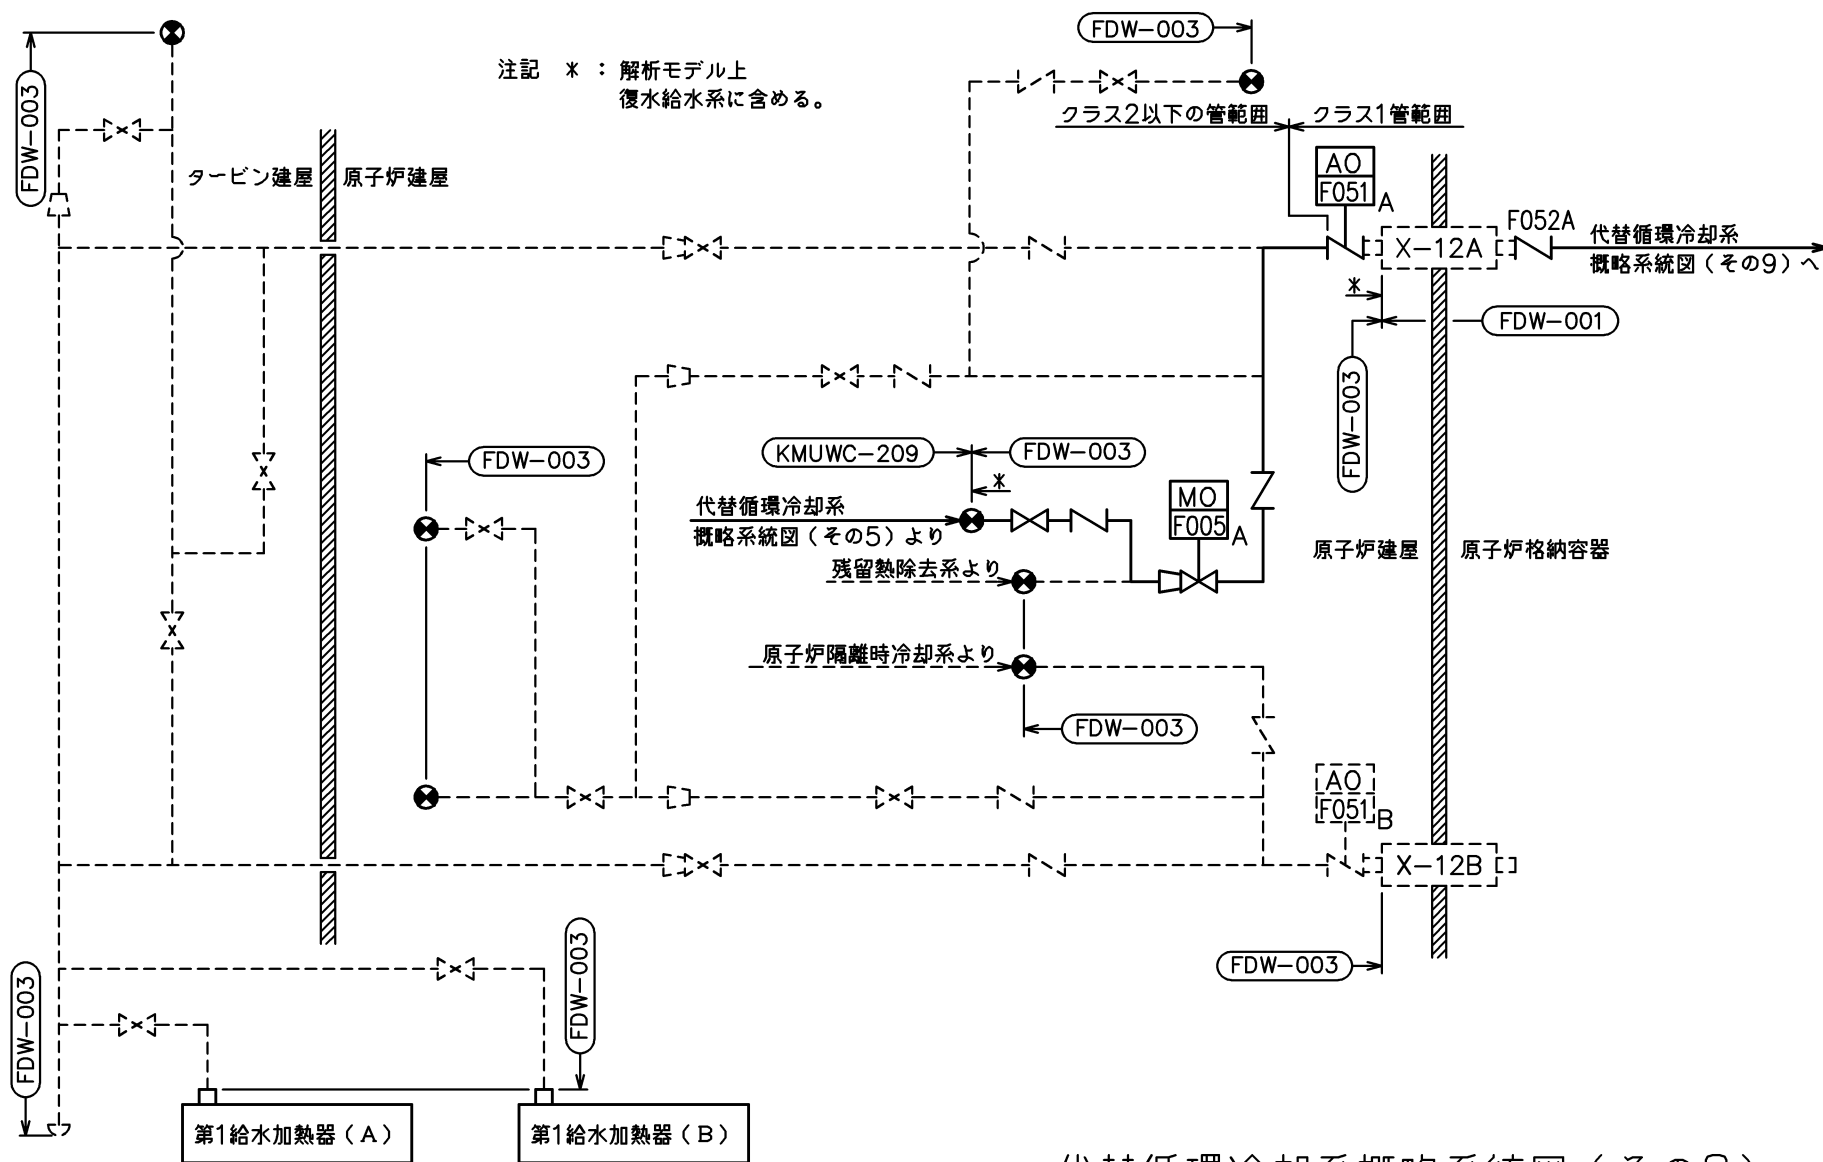 FDW-003
FDW-003
注記 * : 解析モデル上
復水給水系に含める。
クラス2以下の管範囲
クラス1管範囲
タービン建屋
原子炉建屋
AO
F051
A
X-12A
F052A
代替循環冷却系
概略系統図(その9)へ
*
FDW-001
FDW-003
FDW-003
KMUWC-209
FDW-003
*
代替循環冷却系
概略系統図(その5)より
MO
F005
A
残留熱除去系より
原子炉建屋
原子炉格納容器
原子炉隔離時冷却系より
FDW-003
AO
F051
B
X-12B
FDW-003
FDW-003
FDW-003
第1給水加熱器(A)
第1給水加熱器(B)